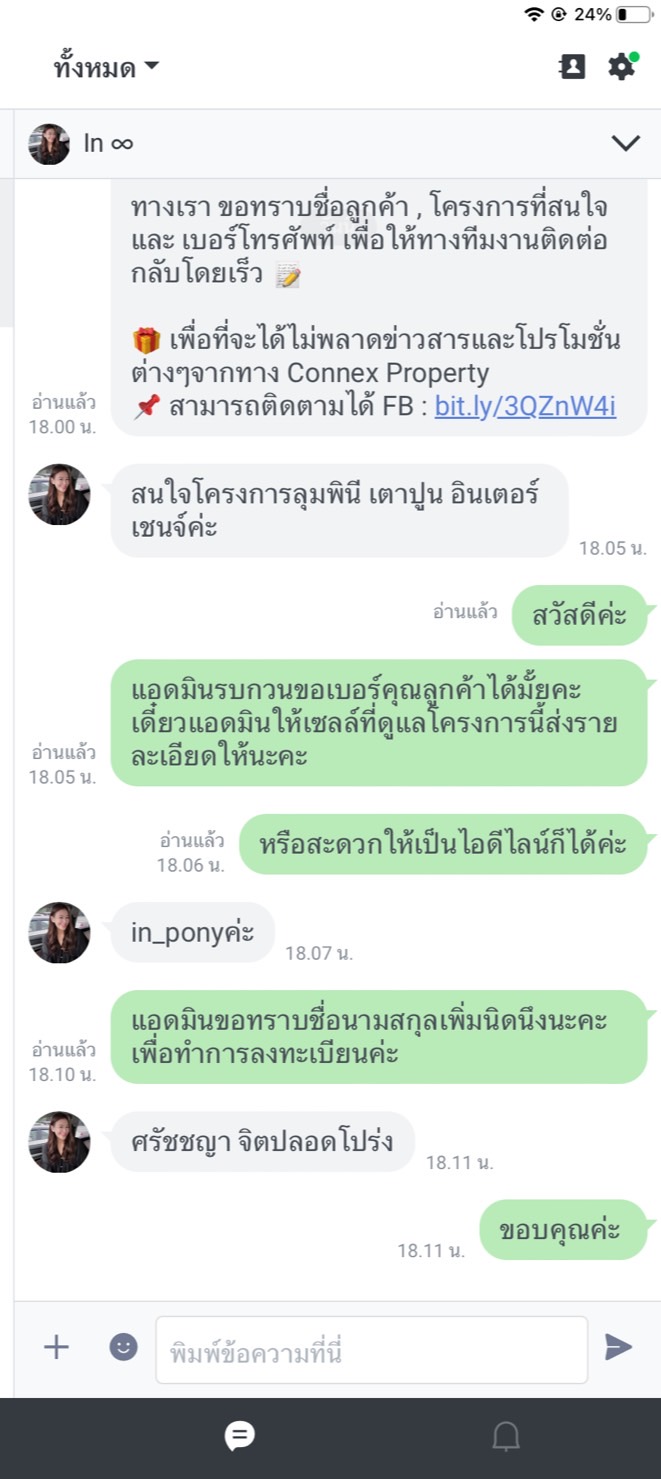 24%
ทั้งหมด
In ∞
ทางเรา ขอทราบชื่อลูกค้า , โครงการที่สนใจ
และ เบอร์โทรศัพท์ เพื่อให้ทางทีมงานติดต่อ
กลับโดยเร็ว 📝
🎁 เพื่อที่จะได้ไม่พลาดข่าวสารและโปรโมชั่น
ต่างๆจากทาง Connex Property
📌 สามารถติดตามได้ FB : bit.ly/3QZnW4i
อ่านแล้ว
18.00 น.
สนใจโครงการลุมพินี เตาปูน อินเตอร์
เชนจ์ค่ะ
18.05 น.
อ่านแล้ว
สวัสดีค่ะ
แอดมินรบกวนขอเบอร์คุณลูกค้าได้มั้ยคะ
เดี๋ยวแอดมินให้เซลล์ที่ดูแลโครงการนี้ส่งราย
ละเอียดให้นะคะ
อ่านแล้ว
18.05 น.
หรือสะดวกให้เป็นไอดีไลน์ก็ได้ค่ะ
อ่านแล้ว
18.06 น.
in_ponyค่ะ
18.07 น.
แอดมินขอทราบชื่อนามสกุลเพิ่มนิดนึงนะคะ
เพื่อทำการลงทะเบียนค่ะ
อ่านแล้ว
18.10 น.
ศรัชชญา จิตปลอดโปร่ง
18.11 น.
ขอบคุณค่ะ
18.11 น.
พิมพ์ข้อความที่นี่